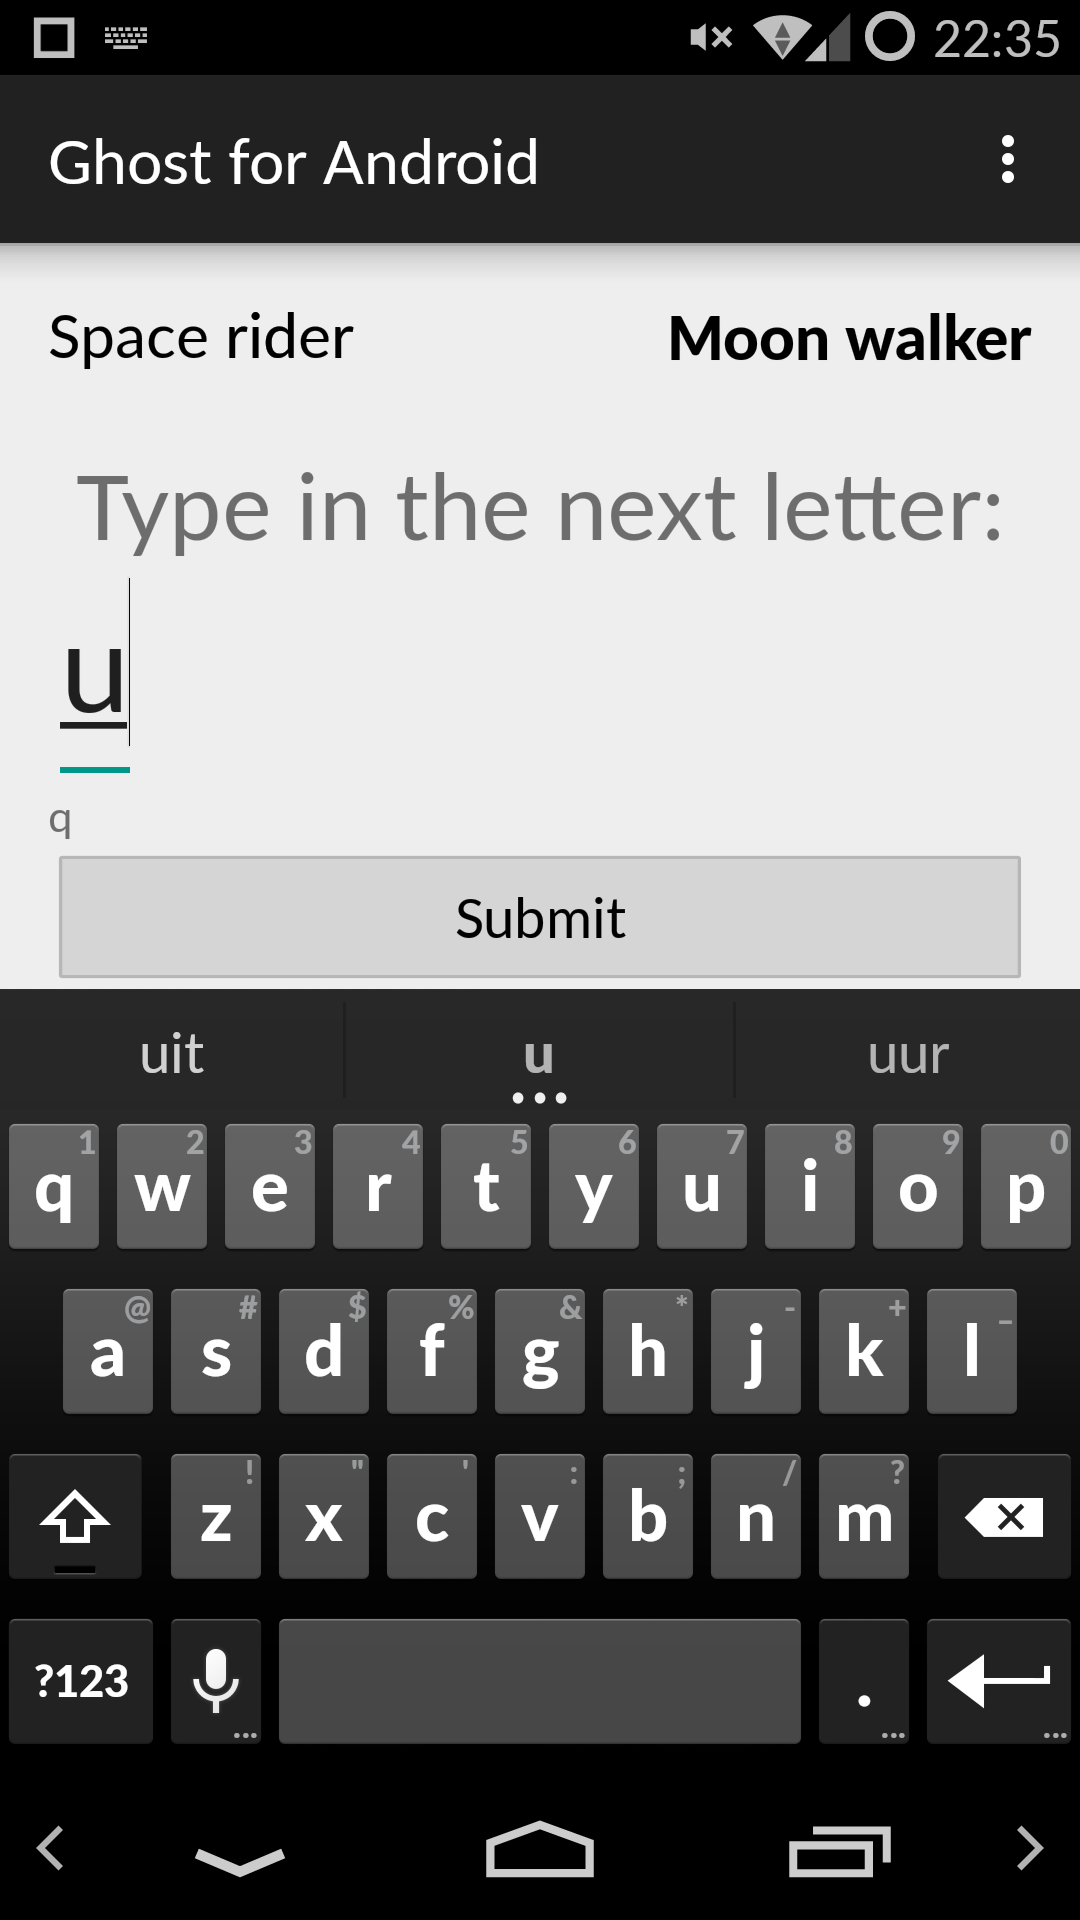 22:35
Ghost for Android
Space rider Moon walker
Type in the next letter:
u
q
Submit
uit u uur
1 2 3 4 5 6 7 8 9 0
q w e r t y u i o p
@ # $ % & * - + _
a s d f g h j k l
! " ' : ; / ?
z x c v b n m
?123 .